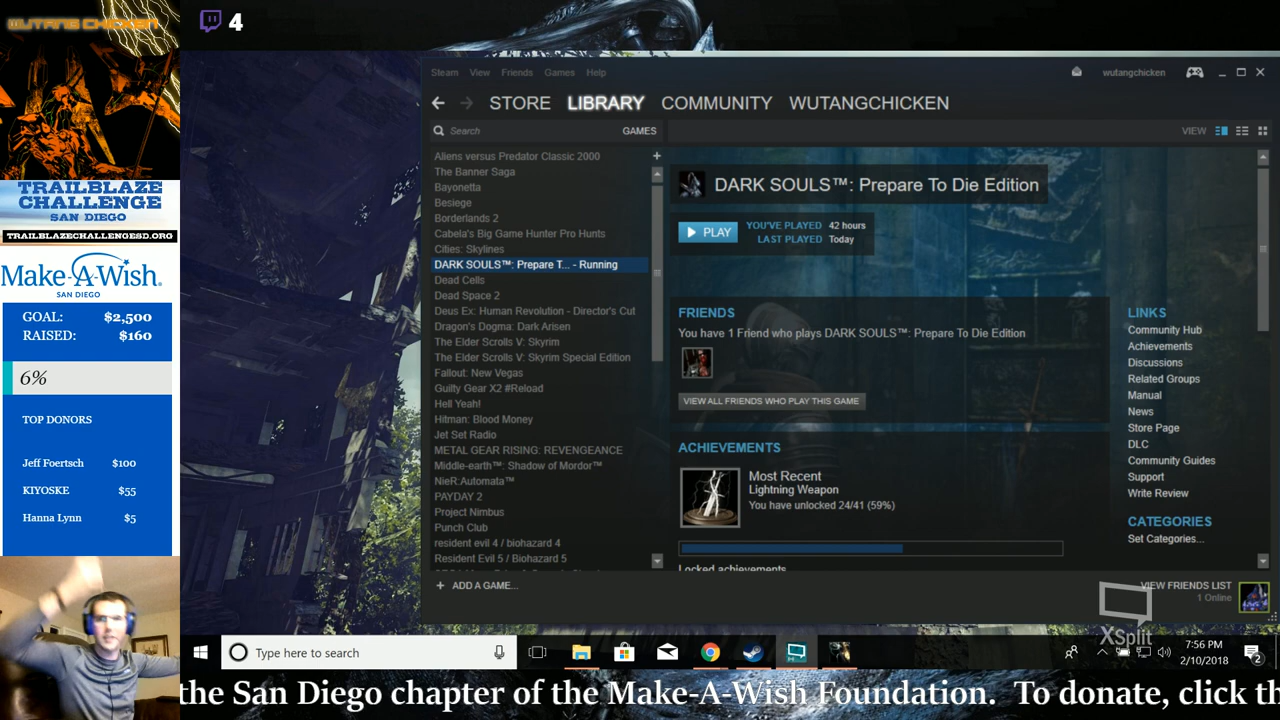 WUTANG CHICKEN
4
TRAILBLAZE
CHALLENGE
SAN DIEGO
TRAILBLAZECHALLENGESD.ORG
Make-A-Wish.
SAN DIEGO
GOAL: $2,500
RAISED: $160
6%
TOP DONORS
Jeff Foertsch $100
KIYOSKE $55
Hanna Lynn $5
Steam View Friends Games Help
wutangchicken
STORE LIBRARY COMMUNITY WUTANGCHICKEN
Search GAMES
VIEW
Aliens versus Predator Classic 2000
The Banner Saga
Bayonetta
Besiege
Borderlands 2
Cabela's Big Game Hunter Pro Hunts
Cities: Skylines
DARK SOULS™: Prepare T... - Running
Dead Cells
Dead Space 2
Deus Ex: Human Revolution - Director's Cut
Dragon's Dogma: Dark Arisen
The Elder Scrolls V: Skyrim
The Elder Scrolls V: Skyrim Special Edition
Fallout: New Vegas
Guilty Gear X2 #Reload
Hell Yeah!
Hitman: Blood Money
Jet Set Radio
METAL GEAR RISING: REVENGEANCE
Middle-earth™: Shadow of Mordor™
NieR:Automata™
PAYDAY 2
Project Nimbus
Punch Club
resident evil 4 / biohazard 4
Resident Evil 5 / Biohazard 5
+ ADD A GAME...
DARK SOULS™: Prepare To Die Edition
PLAY
YOU'VE PLAYED 42 hours
LAST PLAYED Today
FRIENDS
You have 1 Friend who plays DARK SOULS™: Prepare To Die Edition
VIEW ALL FRIENDS WHO PLAY THIS GAME
ACHIEVEMENTS
Most Recent
Lightning Weapon
You have unlocked 24/41 (59%)
Locked achievements
LINKS
Community Hub
Achievements
Discussions
Related Groups
Manual
News
Store Page
DLC
Community Guides
Support
Write Review
CATEGORIES
Set Categories...
VIEW FRIENDS LIST
1 Online
XSplit
Type here to search
7:56 PM
2/10/2018
2
the San Diego chapter of the Make-A-Wish Foundation. To donate, click th